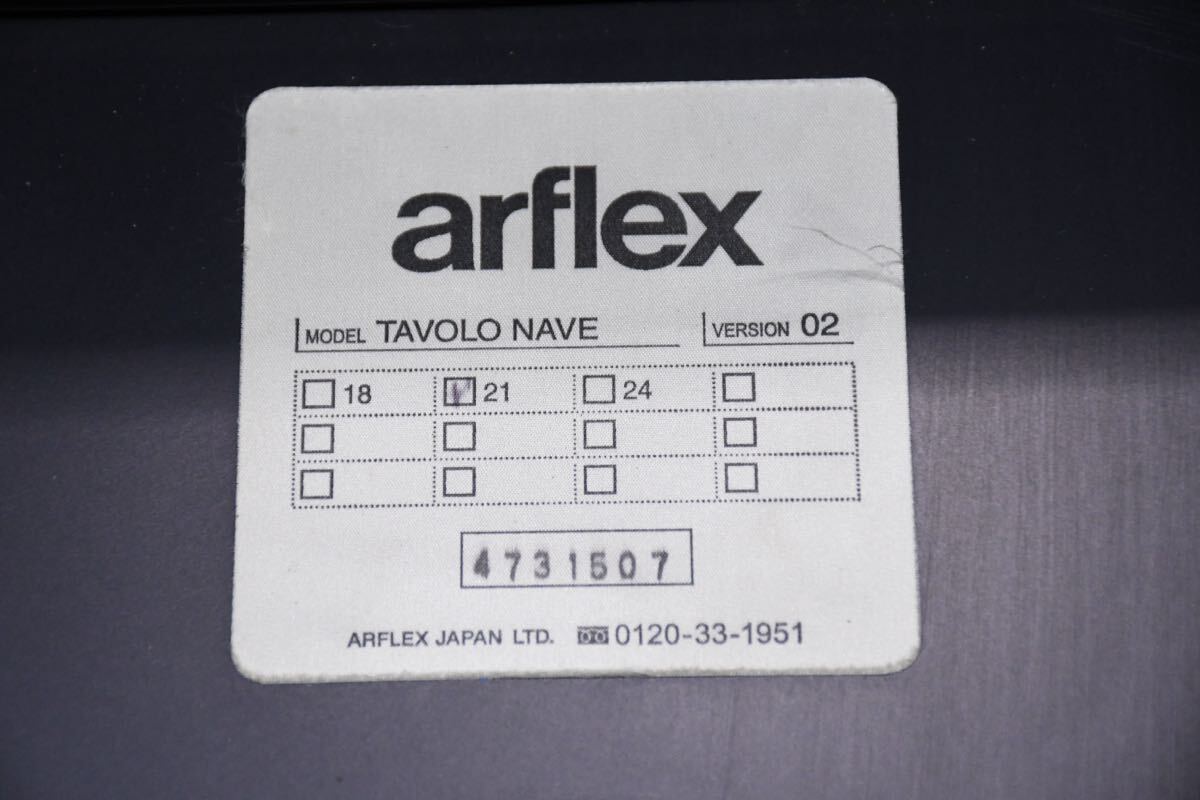 arflex
MODEL TAVOLO NAVE VERSION 02
18 21 24
4731507
ARFLEX JAPAN LTD. 0120-33-1951